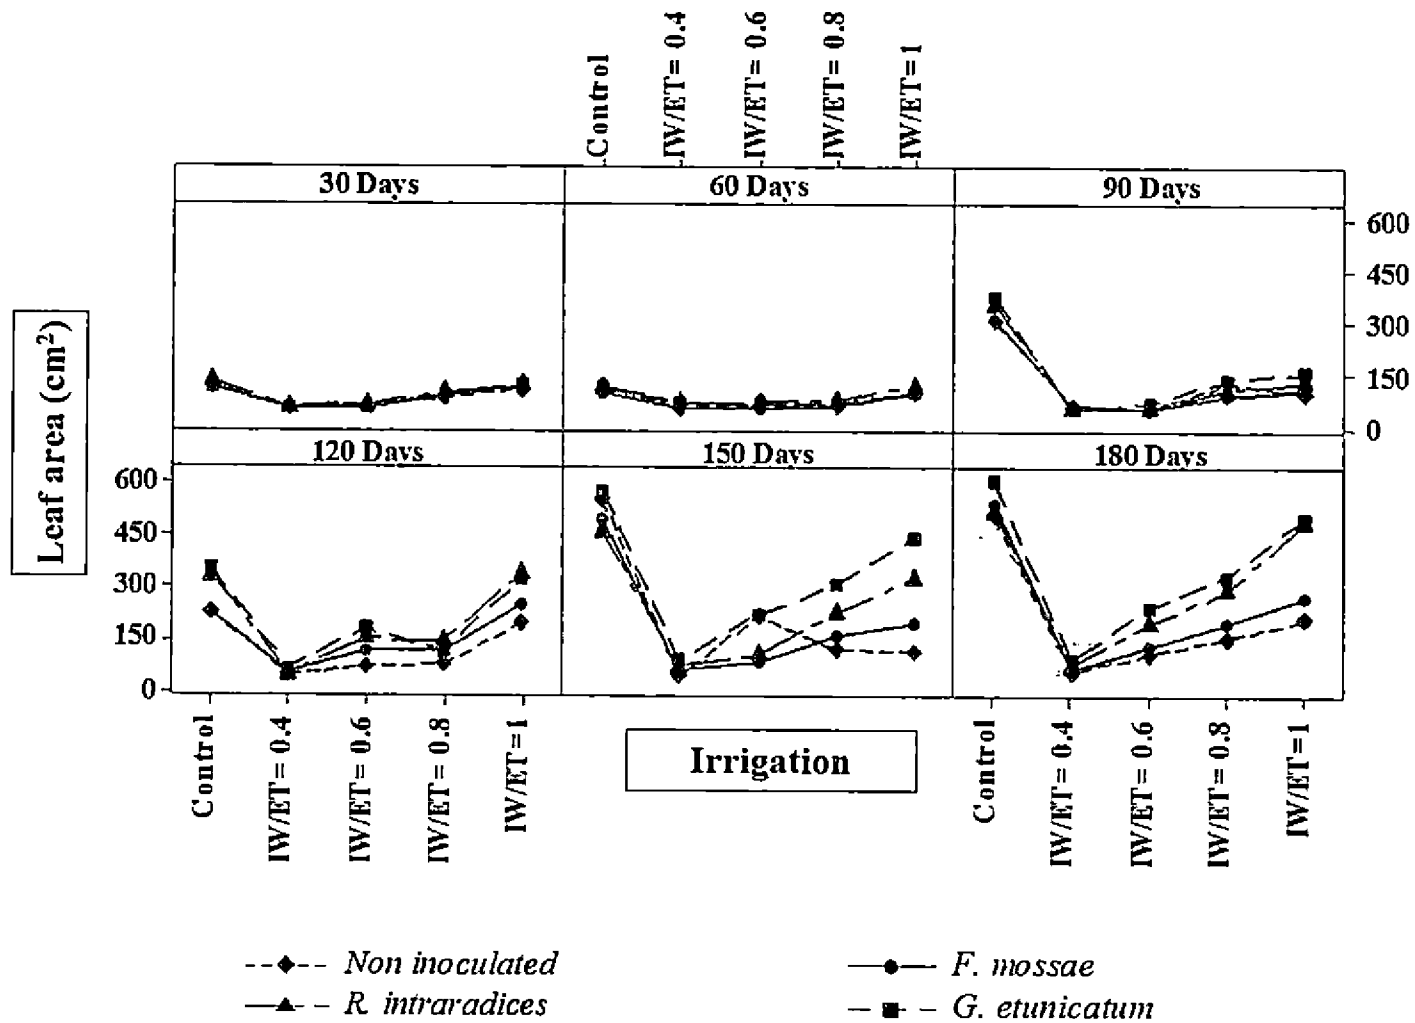 Control
IW/ET= 0.4
IW/ET= 0.6
IW/ET= 0.8
IW/ET=1
30 Days
60 Days
90 Days
600
450
300
150
0
Leaf area (cm²)
120 Days
150 Days
180 Days
600
450
300
150
0
Control
IW/ET= 0.4
IW/ET= 0.6
IW/ET= 0.8
IW/ET=1
Irrigation
Control
IW/ET= 0.4
IW/ET= 0.6
IW/ET= 0.8
IW/ET=1
Non inoculated
F. mossae
R. intraradices
G. etunicatum